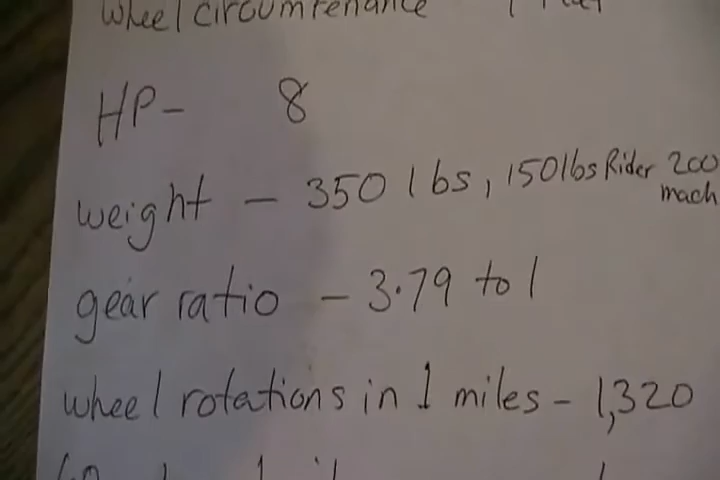 wheel circumfenance
HP- 8
weight - 350 lbs, 150lbs Rider 200
mach
gear ratio - 3.79 to 1
wheel rotations in 1 miles - 1,320